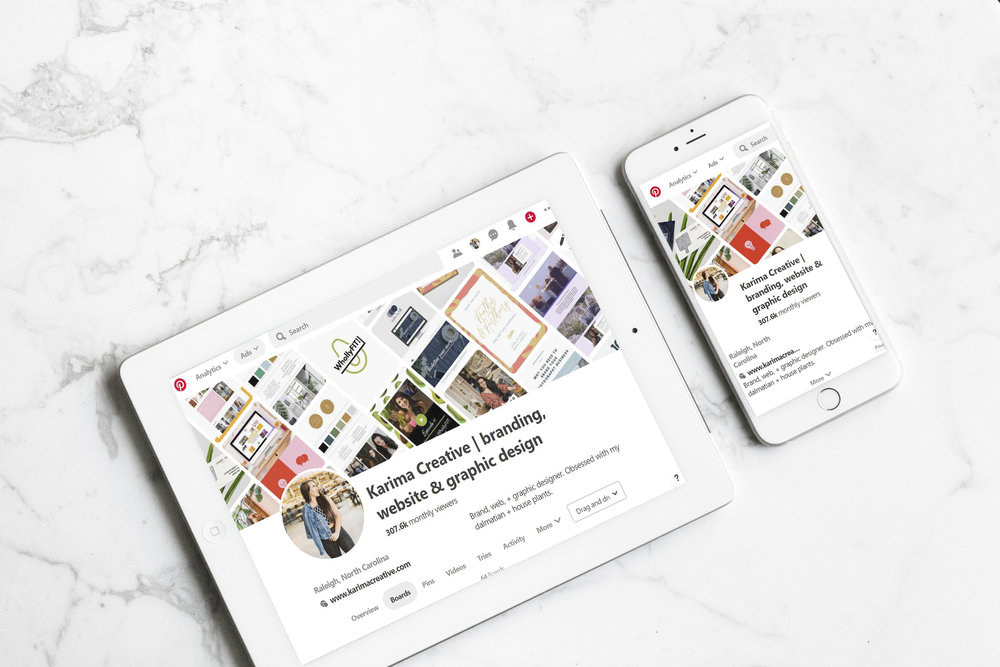 Search
Analytics
Ads
WhollyFIT!
Karima Creative | branding,
website & graphic design
307.6k monthly viewers
Raleigh, North Carolina
www.karimacreative.com
Brand, web, + graphic designer. Obsessed with my
dalmatian + house plants.
Overview
Boards
Pins
Videos
Tries
Activity
More
Drag and dr
?
Search
Analytics
Ads
Karima Creative |
branding, website &
graphic design
307.6k monthly viewers
Raleigh, North
Carolina
www.karimacrea...
Brand, web, + graphic designer. Obsessed with my
dalmatian + house plants.
More
?